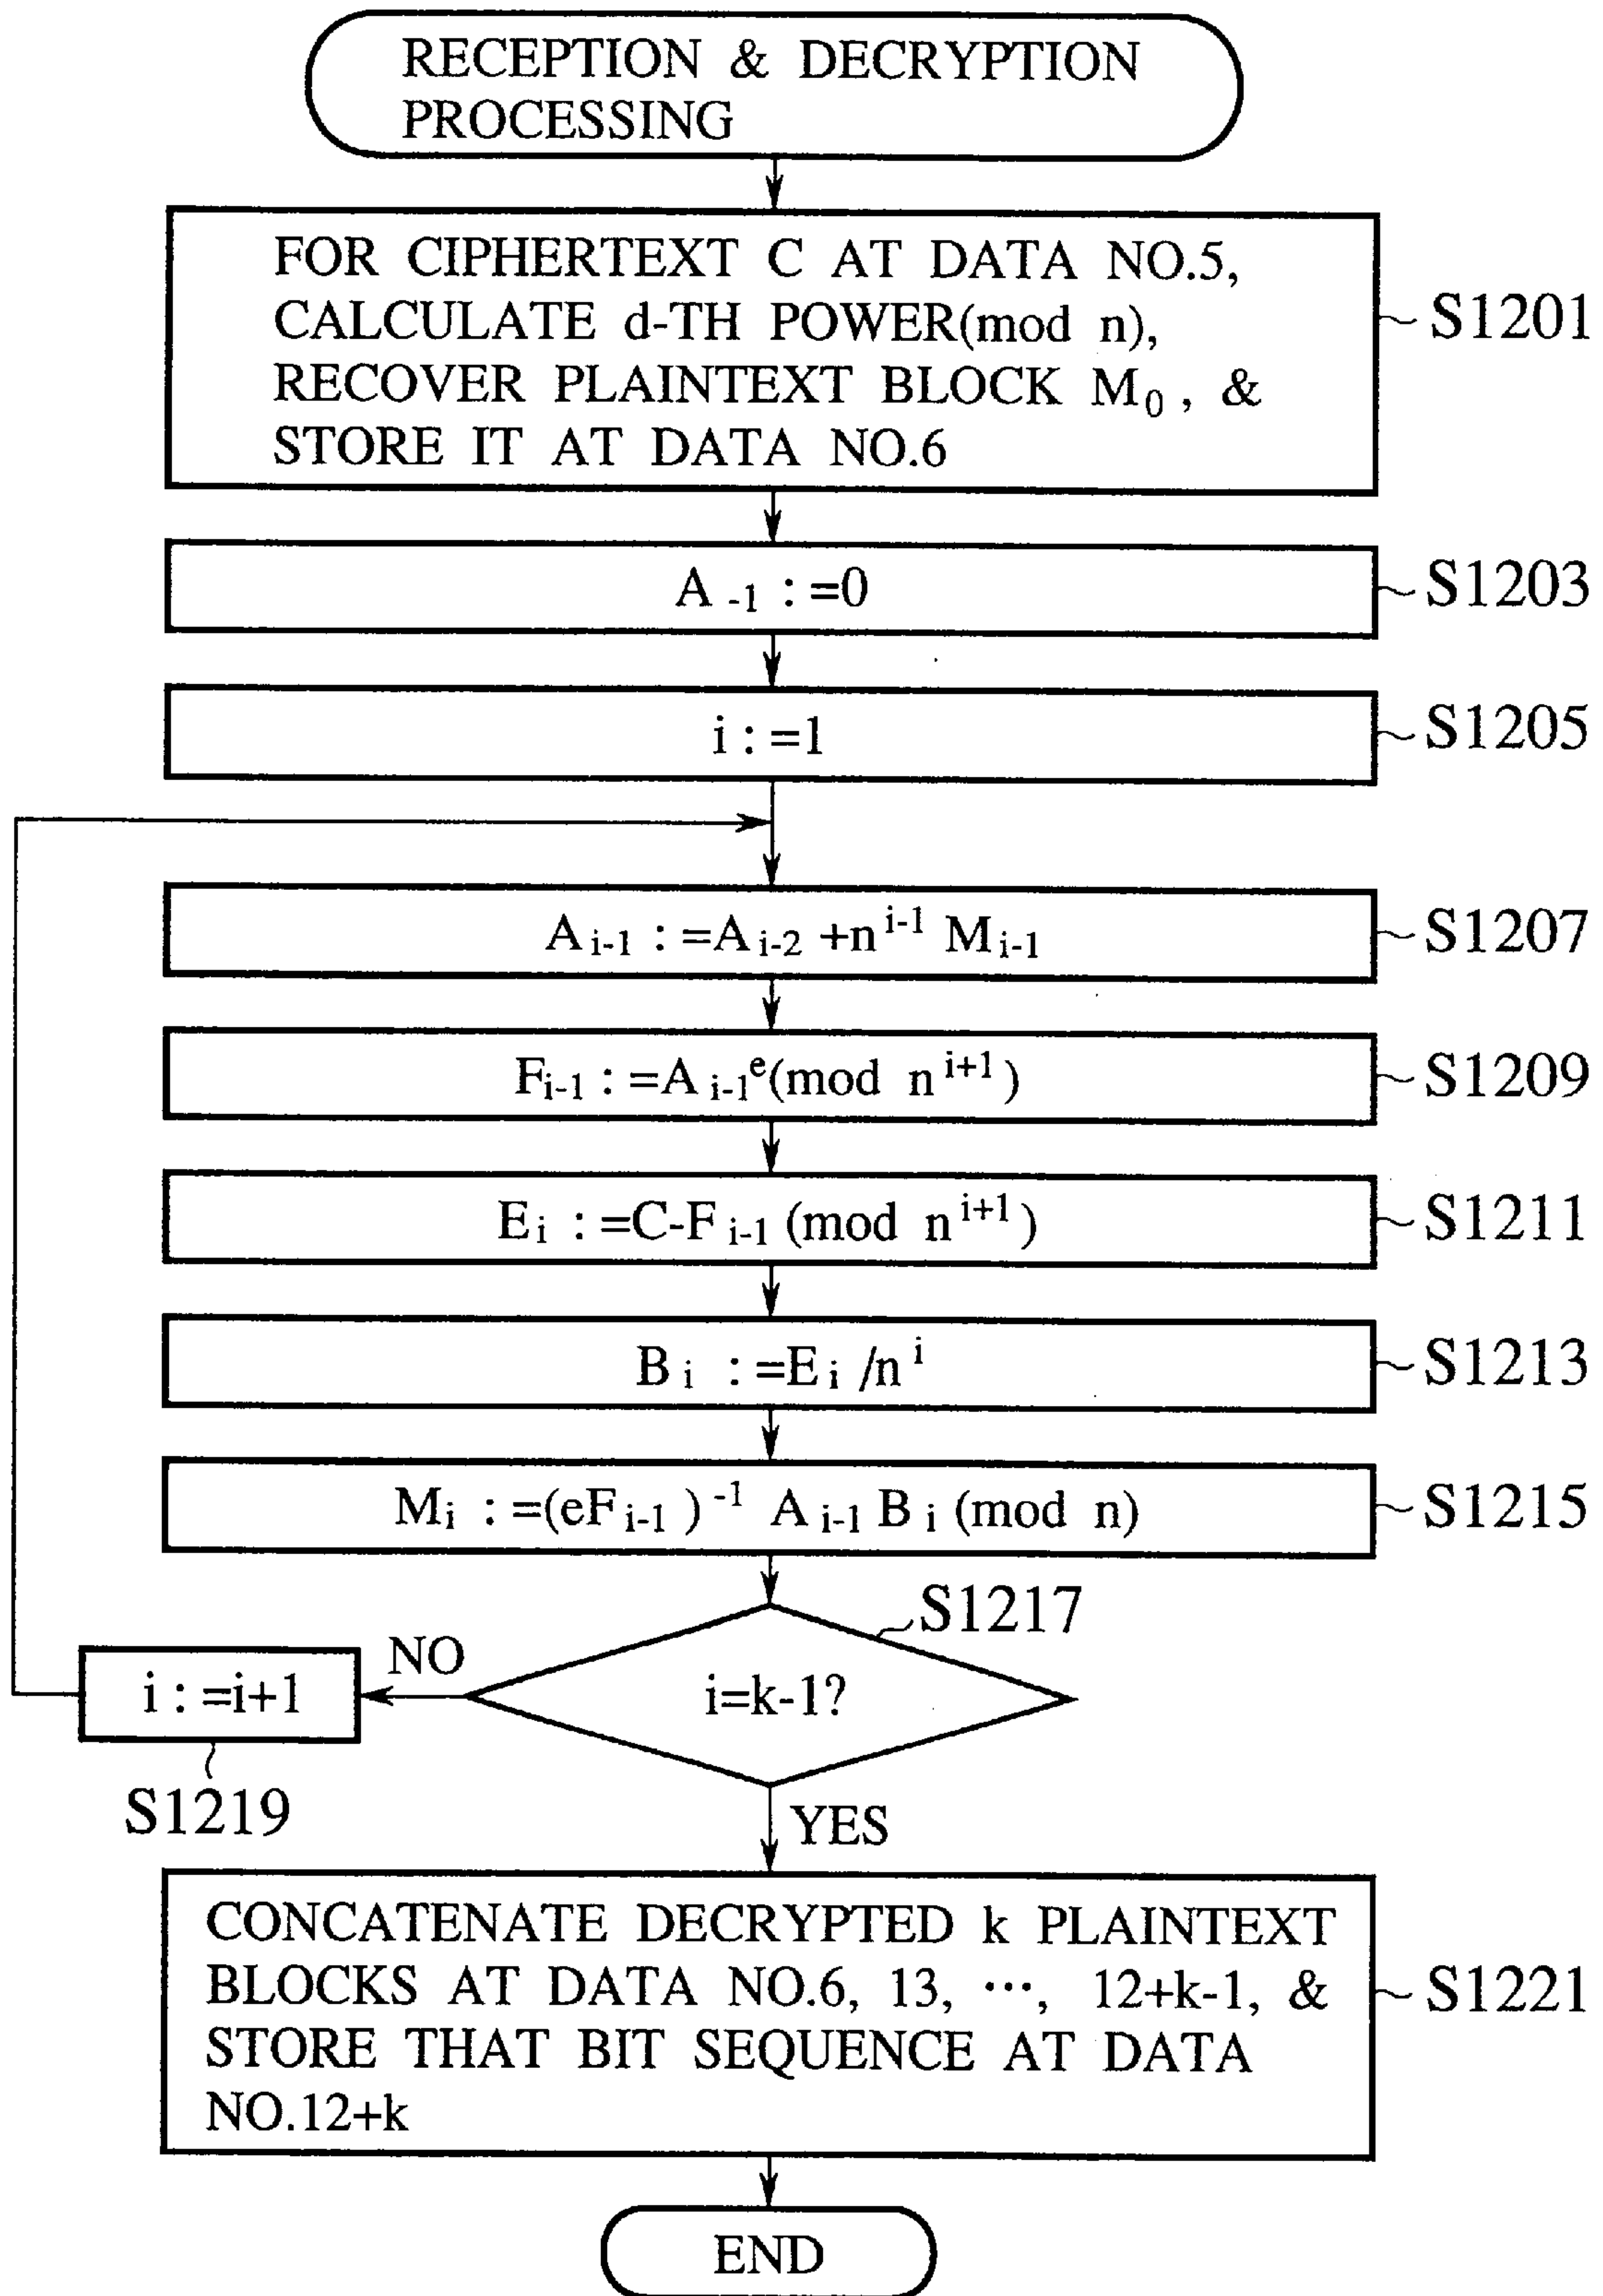 RECEPTION & DECRYPTION
PROCESSING
FOR CIPHERTEXT C AT DATA NO.5,
CALCULATE d-TH POWER(mod n),
RECOVER PLAINTEXT BLOCK M₀ , &
STORE IT AT DATA NO.6
S1201
A ₋₁ : =0
S1203
i : =1
S1205
A ᵢ₋₁ : =A ᵢ₋₂ +n ⁱ⁻¹ M ᵢ₋₁
S1207
Fᵢ₋₁ : =A ᵢ₋₁ᵉ(mod n ⁱ⁺¹ )
S1209
E ᵢ : =C-F ᵢ₋₁ (mod n ⁱ⁺¹ )
S1211
B ᵢ : =E ᵢ /n ⁱ
S1213
Mᵢ : =(eF ᵢ₋₁ ) ⁻¹ A ᵢ₋₁ B ᵢ (mod n)
S1215
S1217
i=k-1?
NO
i : =i+1
S1219
YES
CONCATENATE DECRYPTED k PLAINTEXT
BLOCKS AT DATA NO.6, 13, ···, 12+k-1, &
STORE THAT BIT SEQUENCE AT DATA
NO.12+k
S1221
END